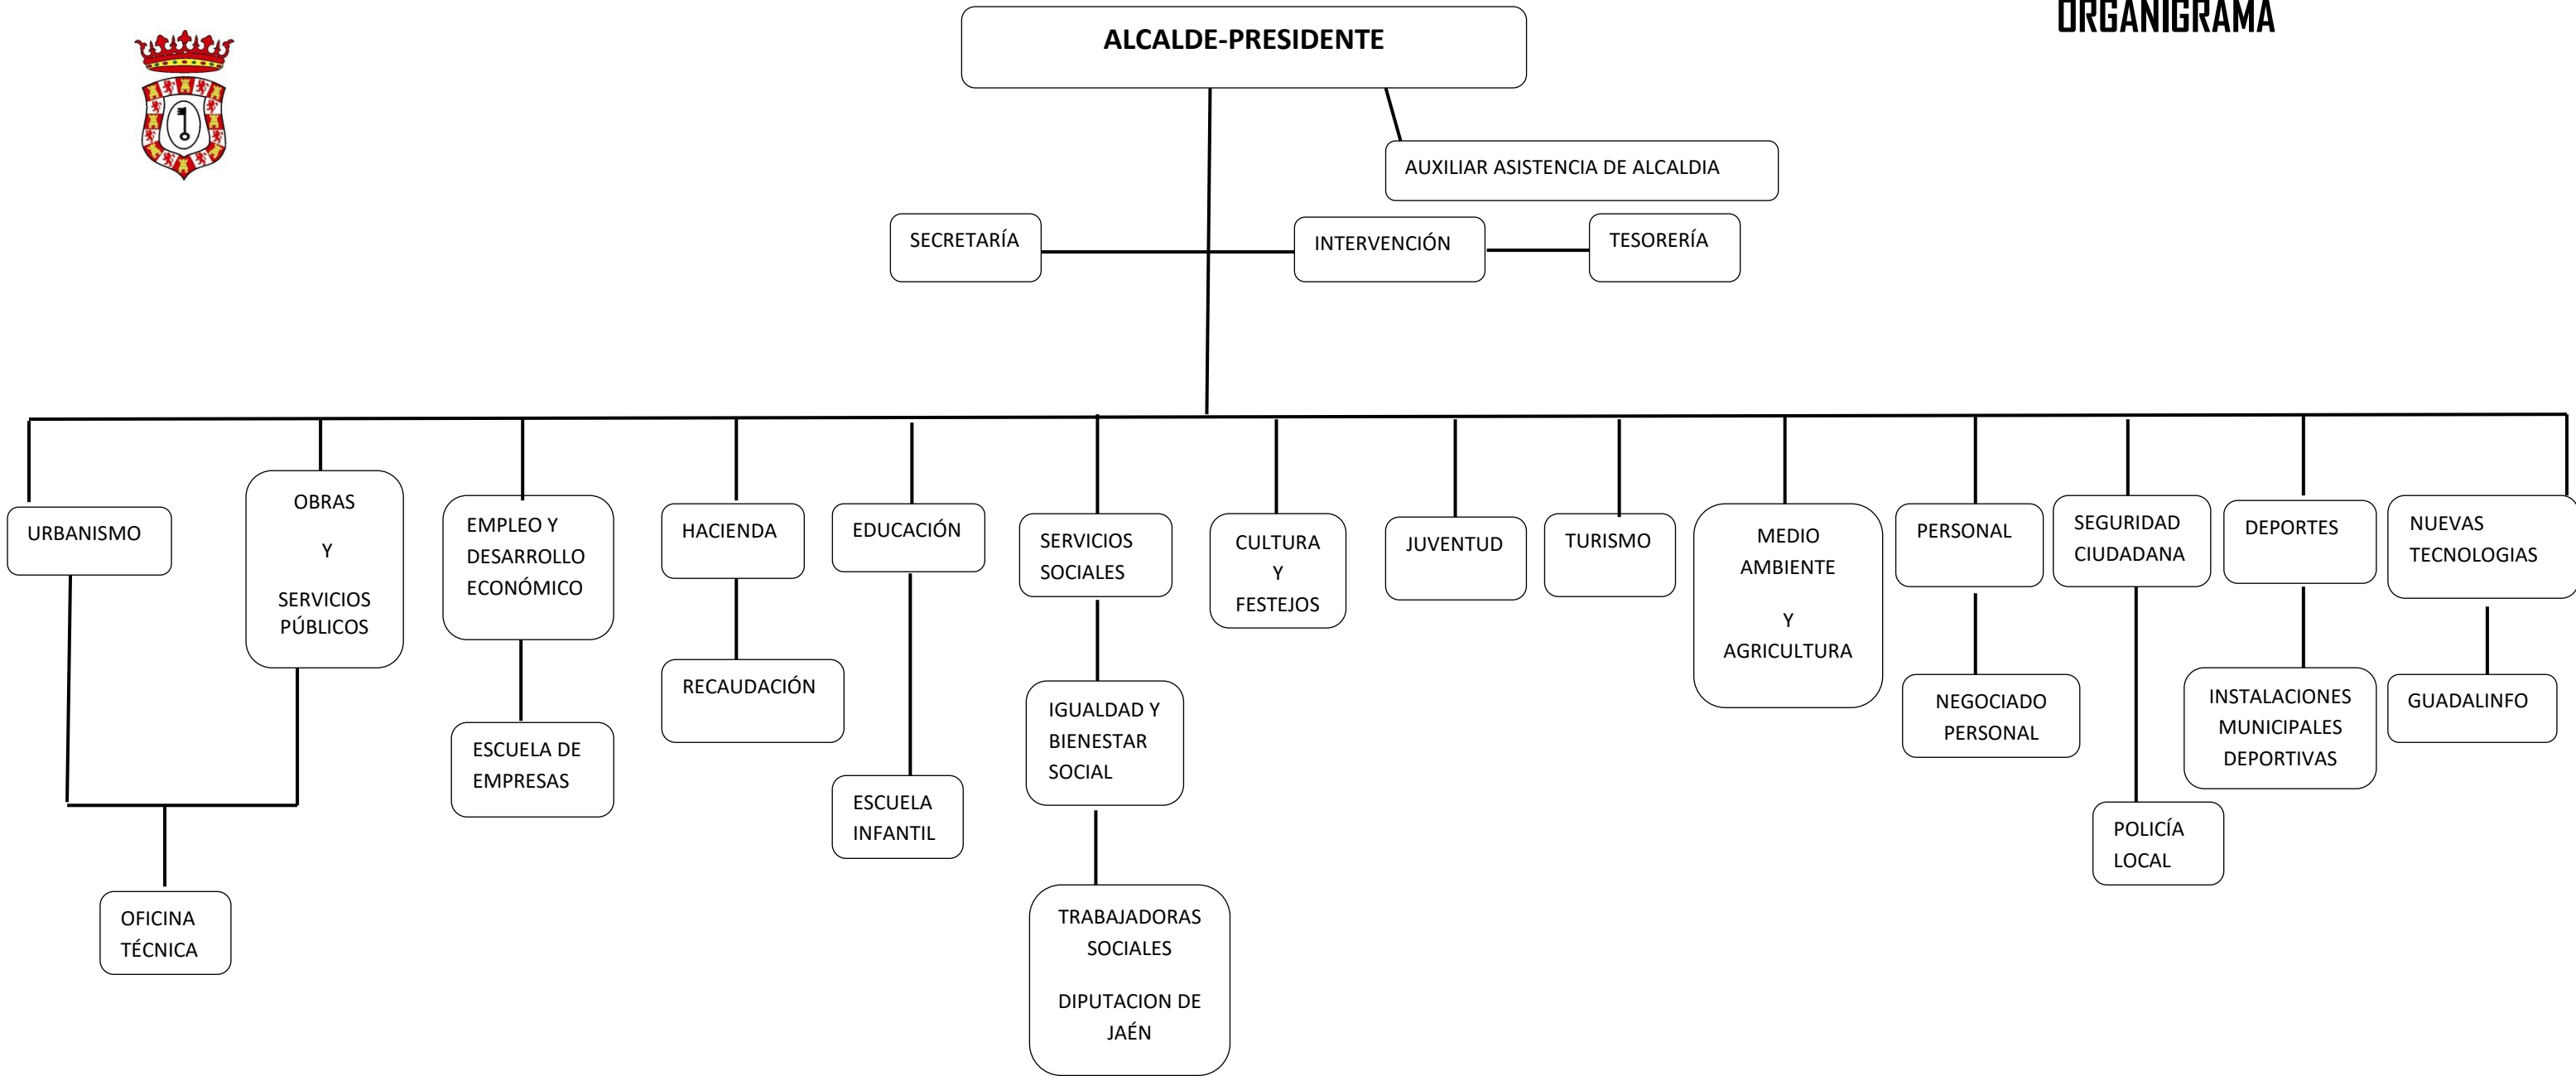 ORGANIGRAMA
ALCALDE-PRESIDENTE
AUXILIAR ASISTENCIA DE ALCALDIA
SECRETARÍA
INTERVENCIÓN
TESORERÍA
URBANISMO
OBRAS
Y
SERVICIOS
PÚBLICOS
EMPLEO Y
DESARROLLO
ECONÓMICO
HACIENDA
EDUCACIÓN
SERVICIOS
SOCIALES
CULTURA
Y
FESTEJOS
JUVENTUD
TURISMO
MEDIO
AMBIENTE
Y
AGRICULTURA
PERSONAL
SEGURIDAD
CIUDADANA
DEPORTES
NUEVAS
TECNOLOGIAS
OFICINA
TÉCNICA
ESCUELA DE
EMPRESAS
RECAUDACIÓN
ESCUELA
INFANTIL
IGUALDAD Y
BIENESTAR
SOCIAL
TRABAJADORAS
SOCIALES
DIPUTACION DE
JAÉN
NEGOCIADO
PERSONAL
POLICÍA
LOCAL
INSTALACIONES
MUNICIPALES
DEPORTIVAS
GUADALINFO